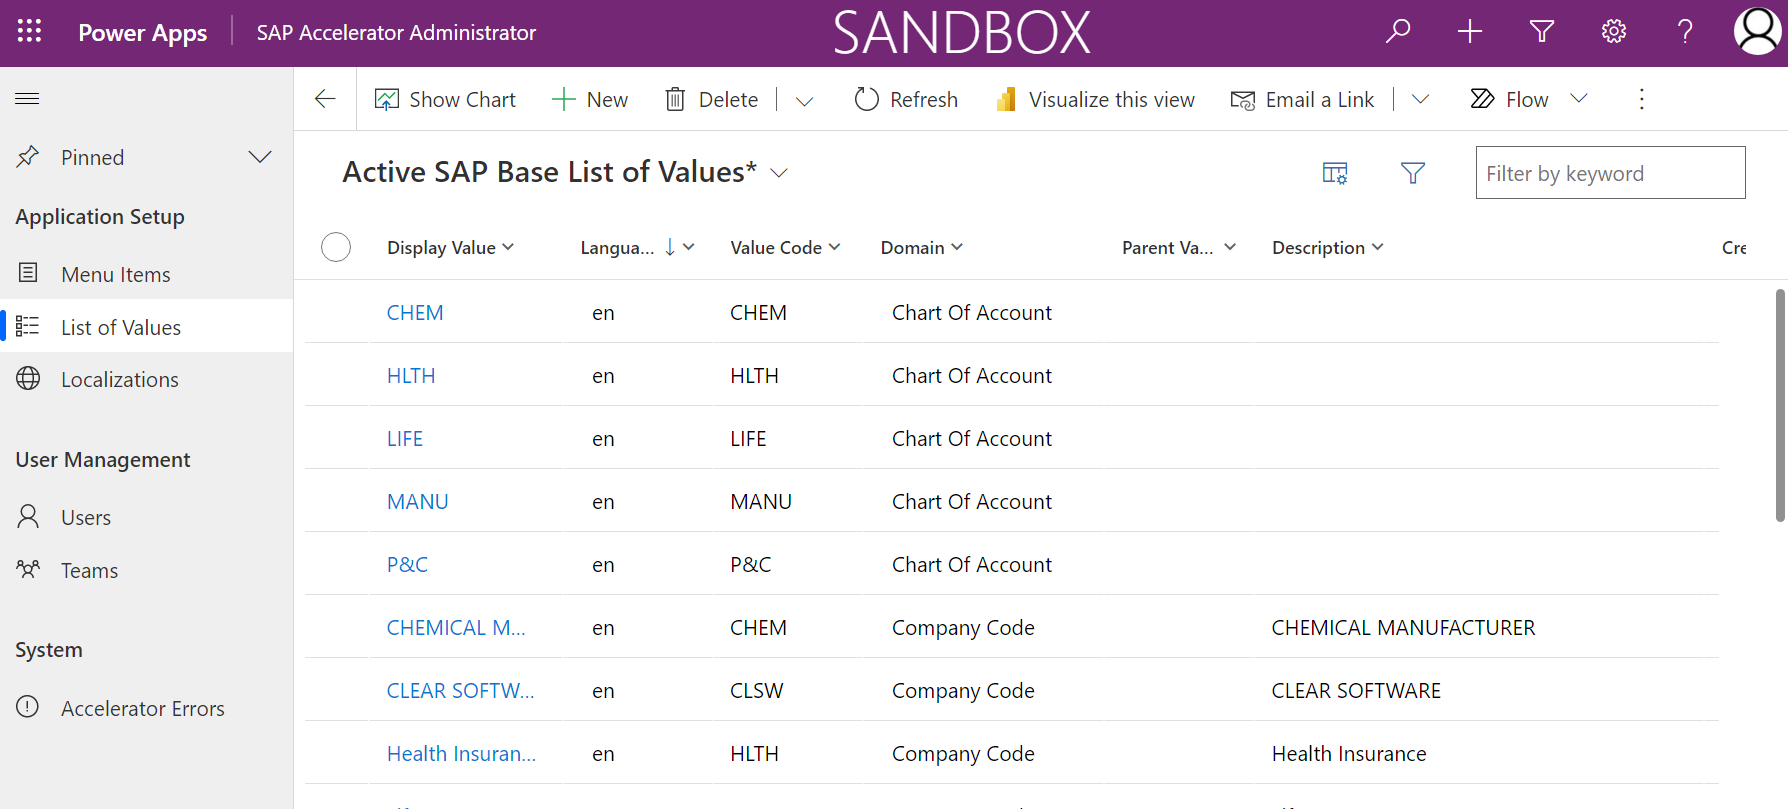 Power Apps SAP Accelerator Administrator SANDBOX
Show Chart New Delete Refresh Visualize this view Email a Link Flow
Pinned
Application Setup
Menu Items
List of Values
Localizations
User Management
Users
Teams
System
Accelerator Errors
Active SAP Base List of Values*
Filter by keyword
Display Value Langua... Value Code Domain Parent Va... Description Cre
CHEM en CHEM Chart Of Account
HLTH en HLTH Chart Of Account
LIFE en LIFE Chart Of Account
MANU en MANU Chart Of Account
P&C en P&C Chart Of Account
CHEMICAL M... en CHEM Company Code CHEMICAL MANUFACTURER
CLEAR SOFTW... en CLSW Company Code CLEAR SOFTWARE
Health Insuran... en HLTH Company Code Health Insurance